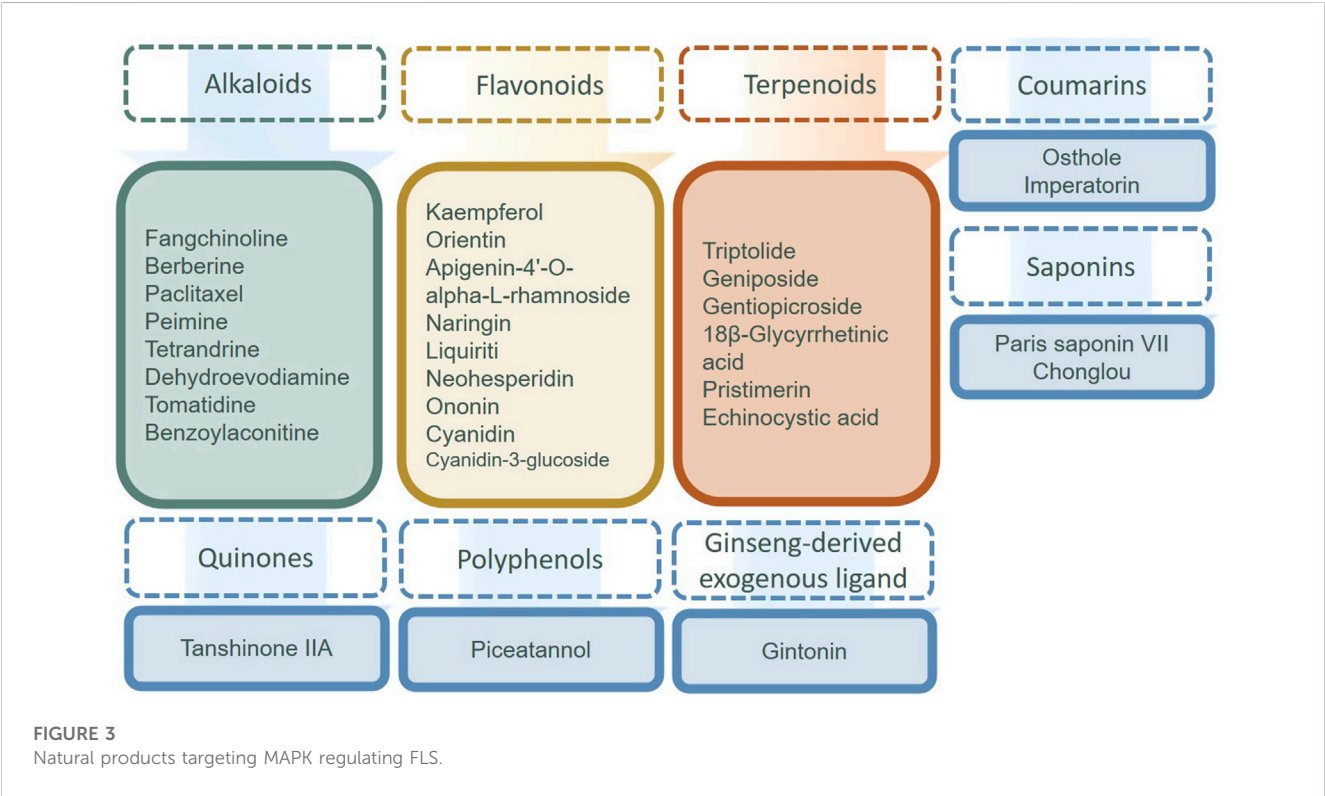 Alkaloids
Fangchinoline
Berberine
Paclitaxel
Peimine
Tetrandrine
Dehydroevodiamine
Tomatidine
Benzoylaconitine
Flavonoids
Kaempferol
Orientin
Apigenin-4'-O-
alpha-L-rhamnoside
Naringin
Liquiriti
Neohesperidin
Ononin
Cyanidin
Cyanidin-3-glucoside
Terpenoids
Triptolide
Geniposide
Gentiopicroside
18β-Glycyrrhetinic
acid
Pristimerin
Echinocystic acid
Coumarins
Osthole
Imperatorin
Saponins
Paris saponin VII
Chonglou
Quinones
Tanshinone IIA
Polyphenols
Piceatannol
Ginseng-derived
exogenous ligand
Gintonin
FIGURE 3
Natural products targeting MAPK regulating FLS.